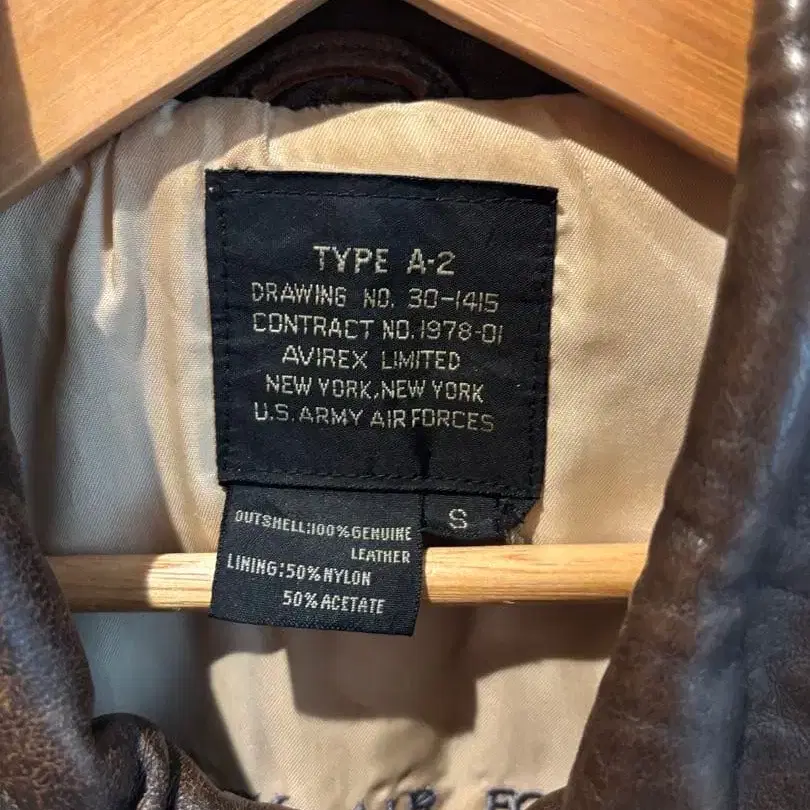 TYPE A-2
DRAWING NO. 30-1415
CONTRACT NO. 1978-01
AVIREX LIMITED
NEW YORK, NEW YORK
U.S. ARMY AIR FORCES
S
OUTSHELL:100%GENUINE
LEATHER
LINING:50%NYLON
50%ACETATE
AIR